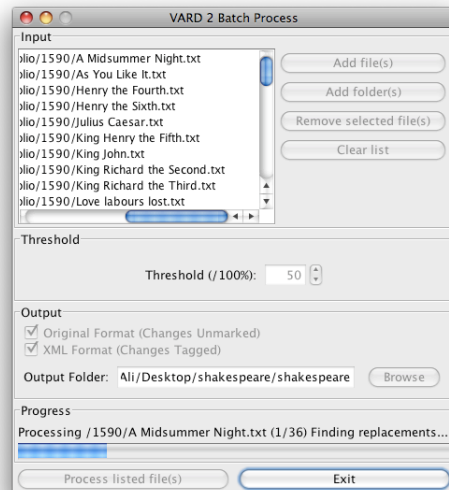 VARD 2 Batch Process
Input
olio/1590/A Midsummer Night.txt
olio/1590/As You Like It.txt
olio/1590/Henry the Fourth.txt
olio/1590/Henry the Sixth.txt
olio/1590/Julius Caesar.txt
olio/1590/King Henry the Fifth.txt
olio/1590/King John.txt
olio/1590/King Richard the Second.txt
olio/1590/King Richard the Third.txt
olio/1590/Love labours lost.txt
Add file(s)
Add folder(s)
Remove selected file(s)
Clear list
Threshold
Threshold (/100%): 50
Output
Original Format (Changes Unmarked)
XML Format (Changes Tagged)
Output Folder: Ali/Desktop/shakespeare/shakespeare Browse
Progress
Processing /1590/A Midsummer Night.txt (1/36) Finding replacements...
Process listed file(s) Exit